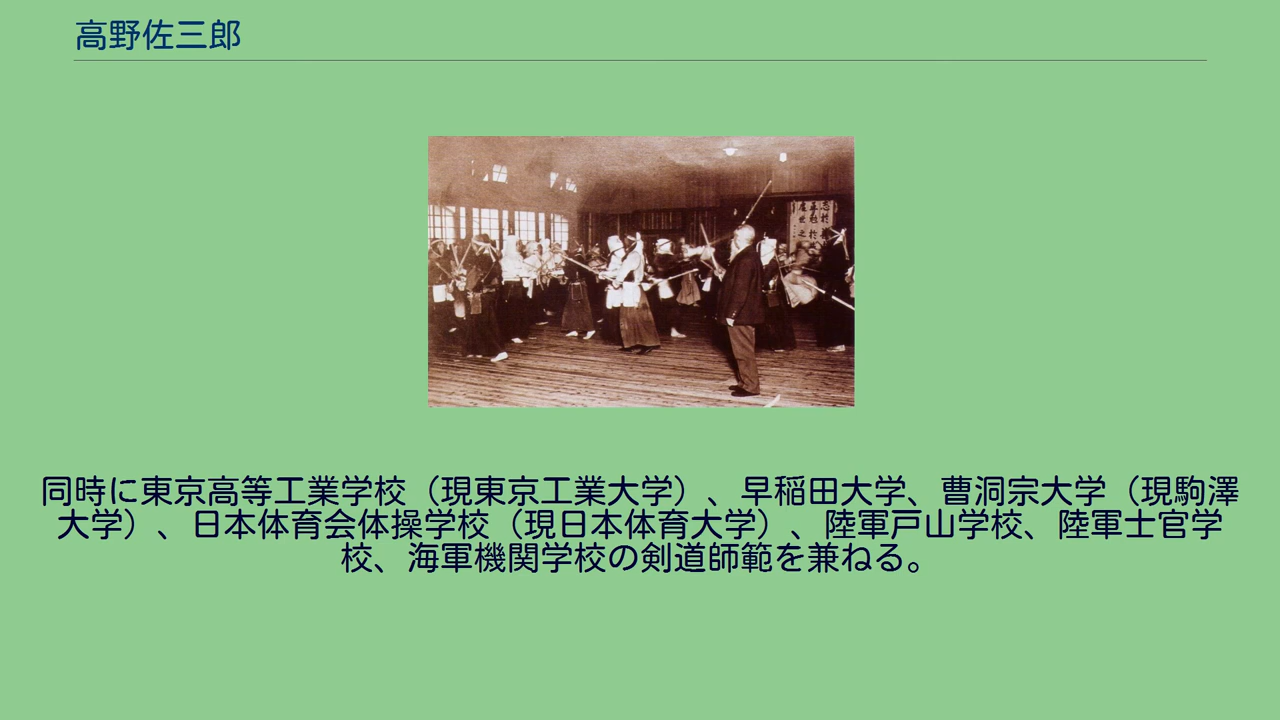 高野佐三郎
同時に東京高等工業学校（現東京工業大学）、早稲田大学、曹洞宗大学（現駒澤
大学）、日本体育会体操学校（現日本体育大学）、陸軍戸山学校、陸軍士官学
校、海軍機関学校の剣道師範を兼ねる。